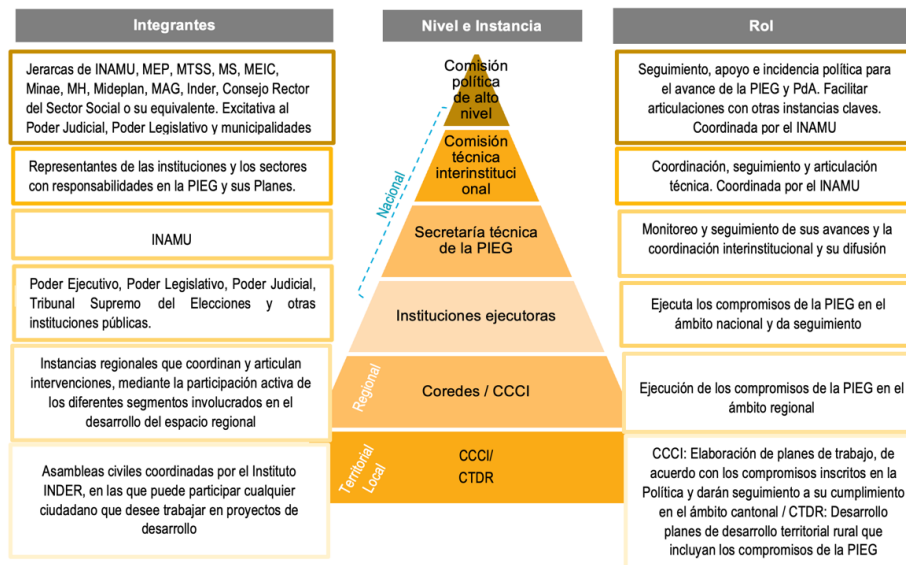 Integrantes
Nivel e Instancia
Rol
Jerarcas de INAMU, MEP, MTSS, MS, MEIC,
Minae, MH, Mideplan, MAG, Inder, Consejo Rector
del Sector Social o su equivalente. Excitativa al
Poder Judicial, Poder Legislativo y municipalidades
Comisión
política
de alto
nivel
Seguimiento, apoyo e incidencia política para
el avance de la PIEG y PdA. Facilitar
articulaciones con otras instancias claves.
Coordinada por el INAMU
Nacional
Representantes de las instituciones y los sectores
con responsabilidades en la PIEG y sus Planes.
Comisión
técnica
interinstituci
onal
Coordinación, seguimiento y articulación
técnica. Coordinada por el INAMU
INAMU
Secretaría técnica
de la PIEG
Monitoreo y seguimiento de sus avances y la
coordinación interinstitucional y su difusión
Poder Ejecutivo, Poder Legislativo, Poder Judicial,
Tribunal Supremo del Elecciones y otras
instituciones públicas.
Instituciones ejecutoras
Ejecuta los compromisos de la PIEG en el
ámbito nacional y da seguimiento
Instancias regionales que coordinan y articulan
intervenciones, mediante la participación activa de
los diferentes segmentos involucrados en el
desarrollo del espacio regional
Regional
Coredes / CCCI
Ejecución de los compromisos de la PIEG en el
ámbito regional
Asambleas civiles coordinadas por el Instituto
INDER, en las que puede participar cualquier
ciudadano que desee trabajar en proyectos de
desarrollo
Territorial
Local
CCCI/
CTDR
CCCI: Elaboración de planes de trabajo, de
acuerdo con los compromisos inscritos en la
Política y darán seguimiento a su cumplimiento
en el ámbito cantonal / CTDR: Desarrollo
planes de desarrollo territorial rural que
incluyan los compromisos de la PIEG